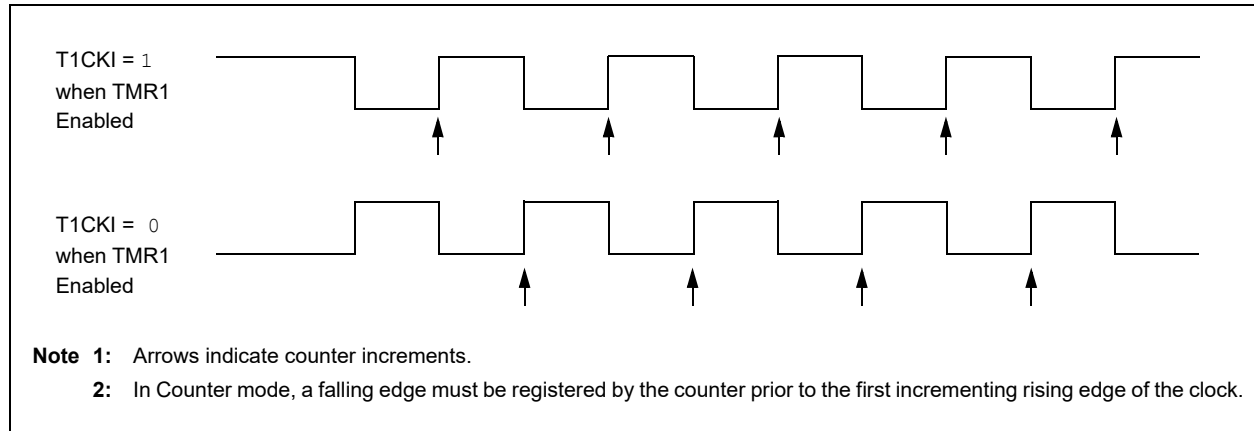 T1CKI = 1
when TMR1
Enabled
T1CKI = 0
when TMR1
Enabled
Note 1: Arrows indicate counter increments.
2: In Counter mode, a falling edge must be registered by the counter prior to the first incrementing rising edge of the clock.